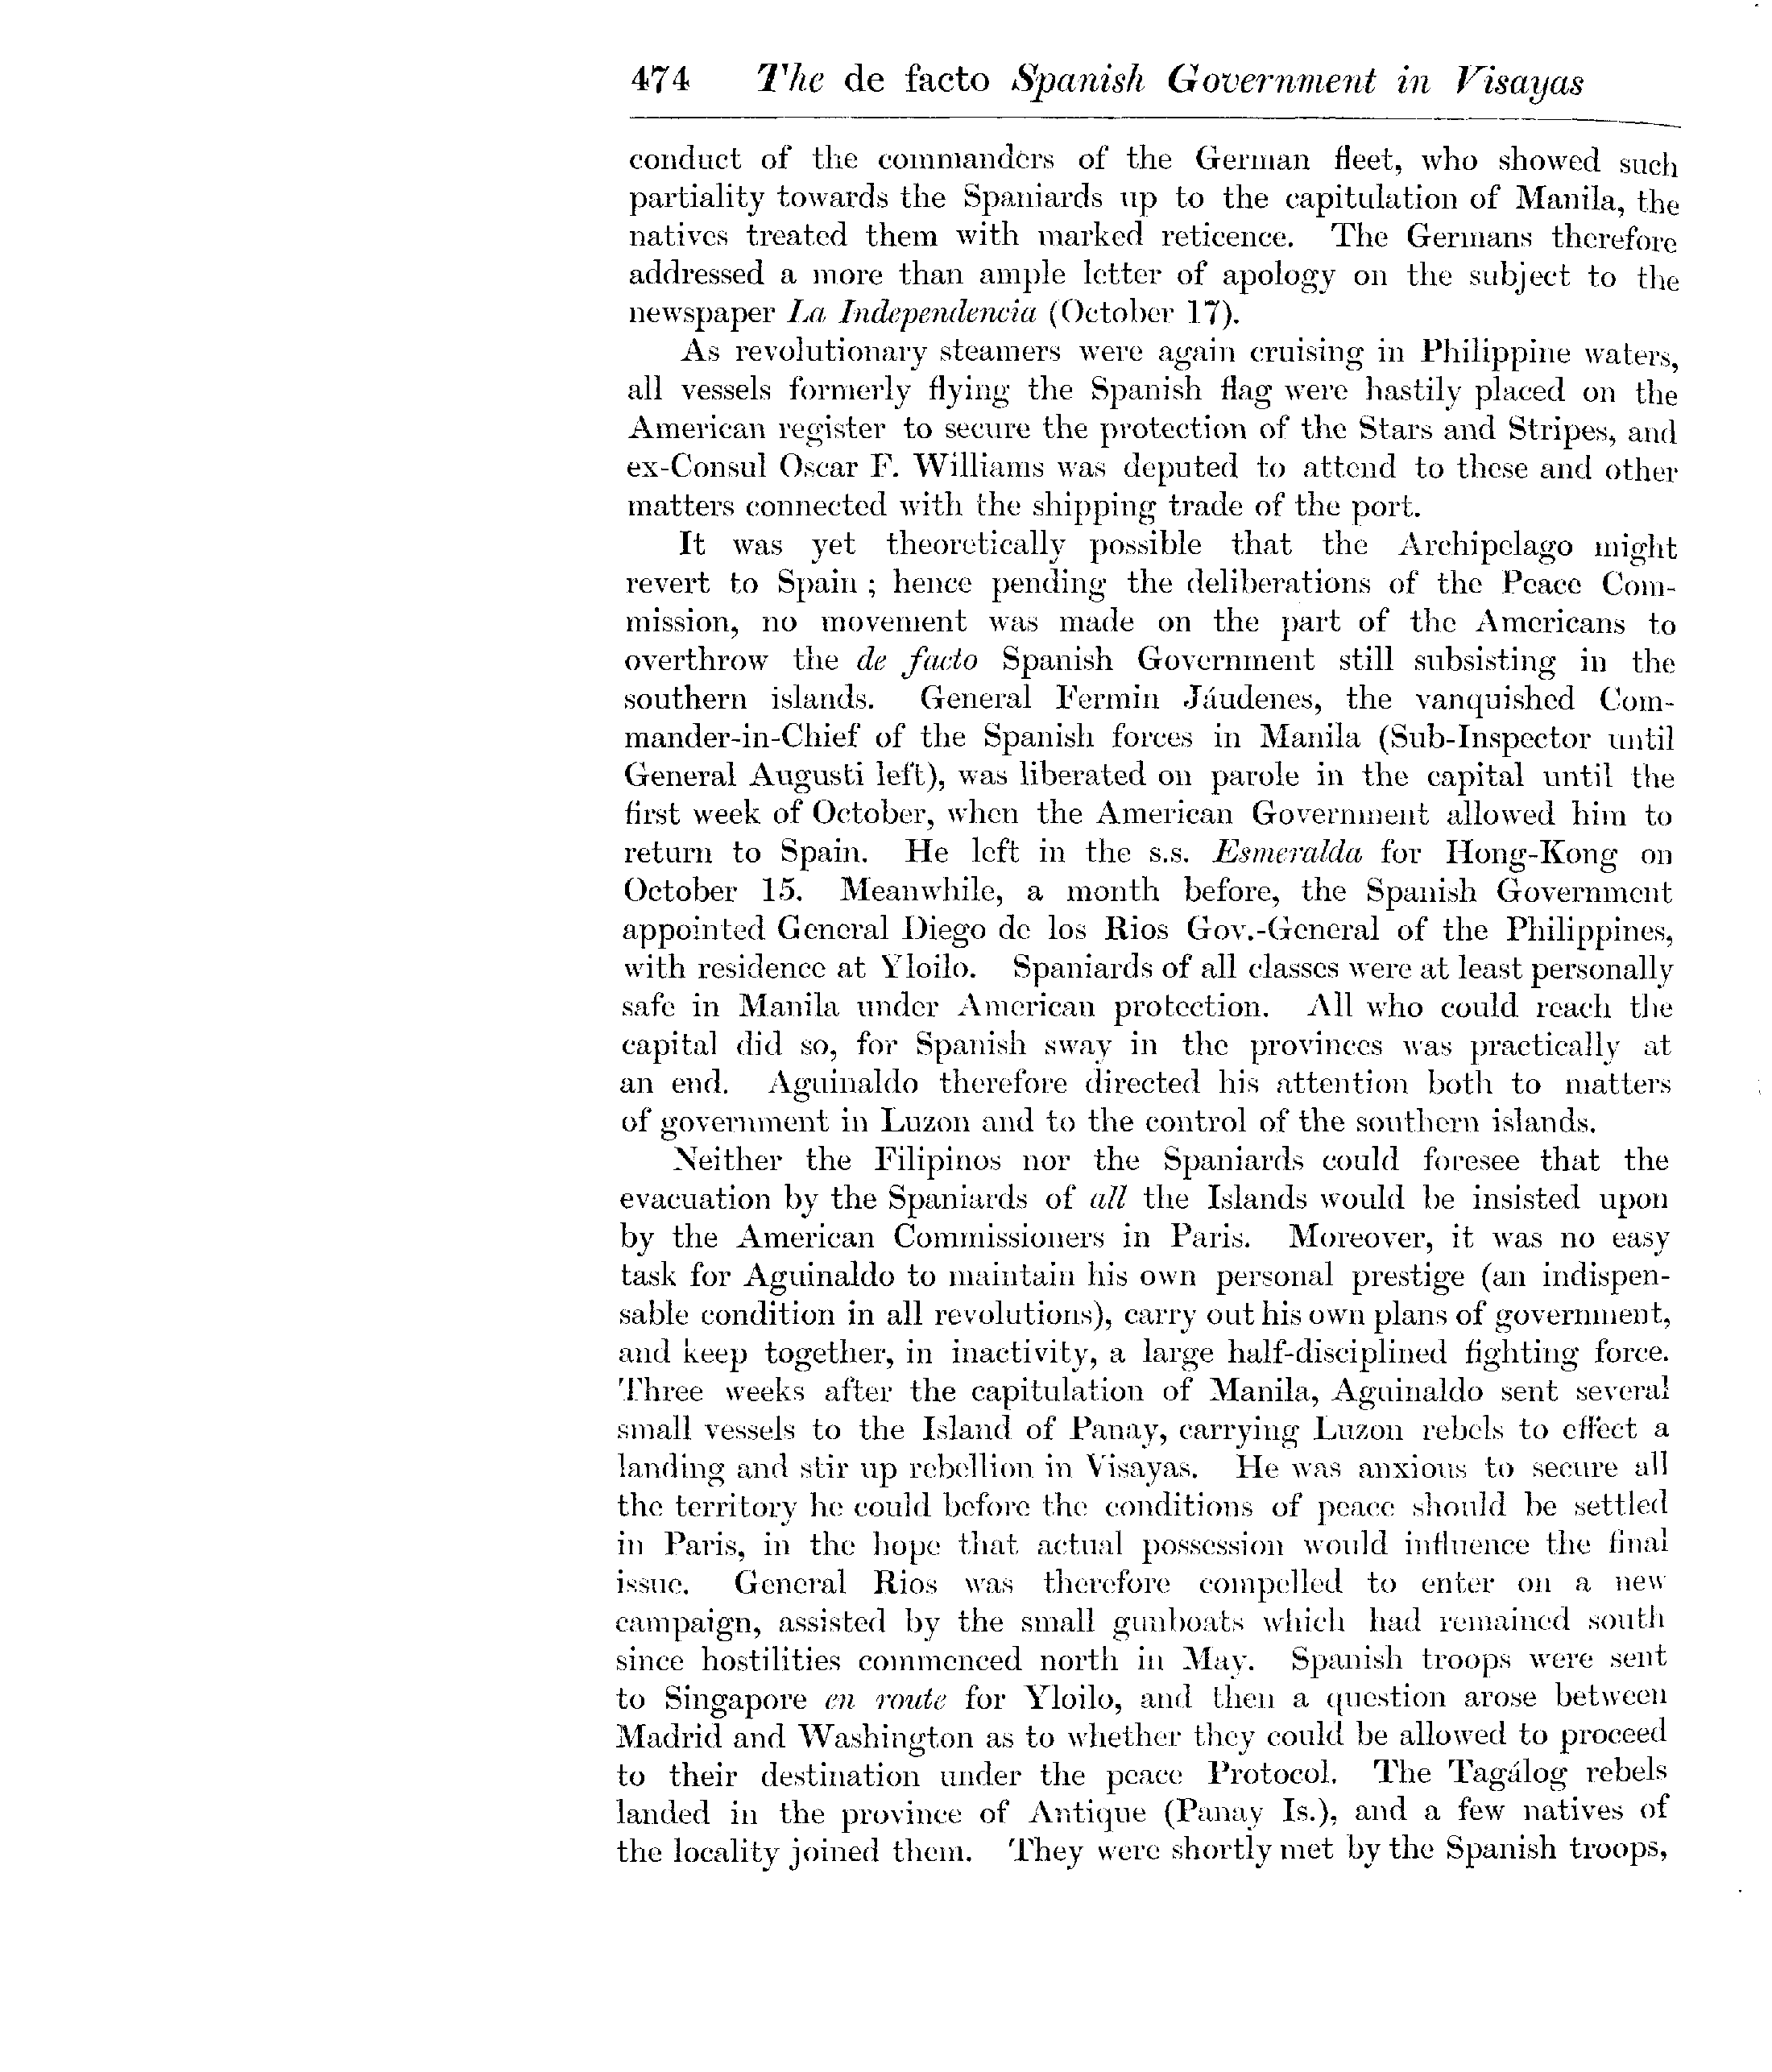 474 The de facto Spanish Government in Visayas
conduct of the commanders of the German fleet, who showed such
partiality towards the Spaniards up to the capitulation of Manila, the
natives treated them with marked reticence. The Germans therefore
addressed a more than ample letter of apology on the subject to the
newspaper La Independencia (October 17).
As revolutionary steamers were again cruising in Philippine waters,
all vessels formerly flying the Spanish flag were hastily placed on the
American register to secure the protection of the Stars and Stripes, and
ex-Consul Oscar F. Williams was deputed to attend to these and other
matters connected with the shipping trade of the port.
It was yet theoretically possible that the Archipelago might
revert to Spain ; hence pending the deliberations of the Peace Com-
mission, no movement was made on the part of the Americans to
overthrow the de facto Spanish Government still subsisting in the
southern islands. General Fermin Jáudenes, the vanquished Com-
mander-in-Chief of the Spanish forces in Manila (Sub-Inspector until
General Augusti left), was liberated on parole in the capital until the
first week of October, when the American Government allowed him to
return to Spain. He left in the s.s. Esmeralda for Hong-Kong on
October 15. Meanwhile, a month before, the Spanish Government
appointed General Diego de los Rios Gov.-General of the Philippines,
with residence at Yloilo. Spaniards of all classes were at least personally
safe in Manila under American protection. All who could reach the
capital did so, for Spanish sway in the provinces was practically at
an end. Aguinaldo therefore directed his attention both to matters
of government in Luzon and to the control of the southern islands.
Neither the Filipinos nor the Spaniards could foresee that the
evacuation by the Spaniards of all the Islands would be insisted upon
by the American Commissioners in Paris. Moreover, it was no easy
task for Aguinaldo to maintain his own personal prestige (an indispen-
sable condition in all revolutions), carry out his own plans of government,
and keep together, in inactivity, a large half-disciplined fighting force.
Three weeks after the capitulation of Manila, Aguinaldo sent several
small vessels to the Island of Panay, carrying Luzon rebels to effect a
landing and stir up rebellion in Visayas. He was anxious to secure all
the territory he could before the conditions of peace should be settled
in Paris, in the hope that actual possession would influence the final
issue. General Rios was therefore compelled to enter on a new
campaign, assisted by the small gunboats which had remained south
since hostilities commenced north in May. Spanish troops were sent
to Singapore en route for Yloilo, and then a question arose between
Madrid and Washington as to whether they could be allowed to proceed
to their destination under the peace Protocol. The Tagálog rebels
landed in the province of Antique (Panay Is.), and a few natives of
the locality joined them. They were shortly met by the Spanish troops,